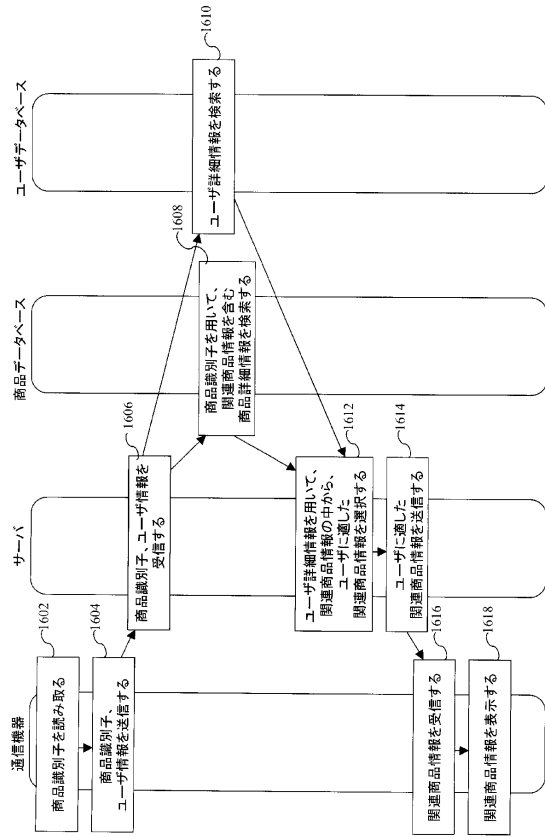 通信機器
サーバ
商品データベース
ユーザデータベース
1602
商品識別子を読み取る
1604
商品識別子、
ユーザ情報を送信する
1606
商品識別子、ユーザ情報を
受信する
1608
商品識別子を用いて、
関連商品情報を含む
商品詳細情報を検索する
1610
ユーザ詳細情報を検索する
1612
ユーザ詳細情報を用いて、
関連商品情報の中から、
ユーザに適した
関連商品情報を選択する
1614
ユーザに適した
関連商品情報を送信する
1616
関連商品情報を受信する
1618
関連商品情報を表示する